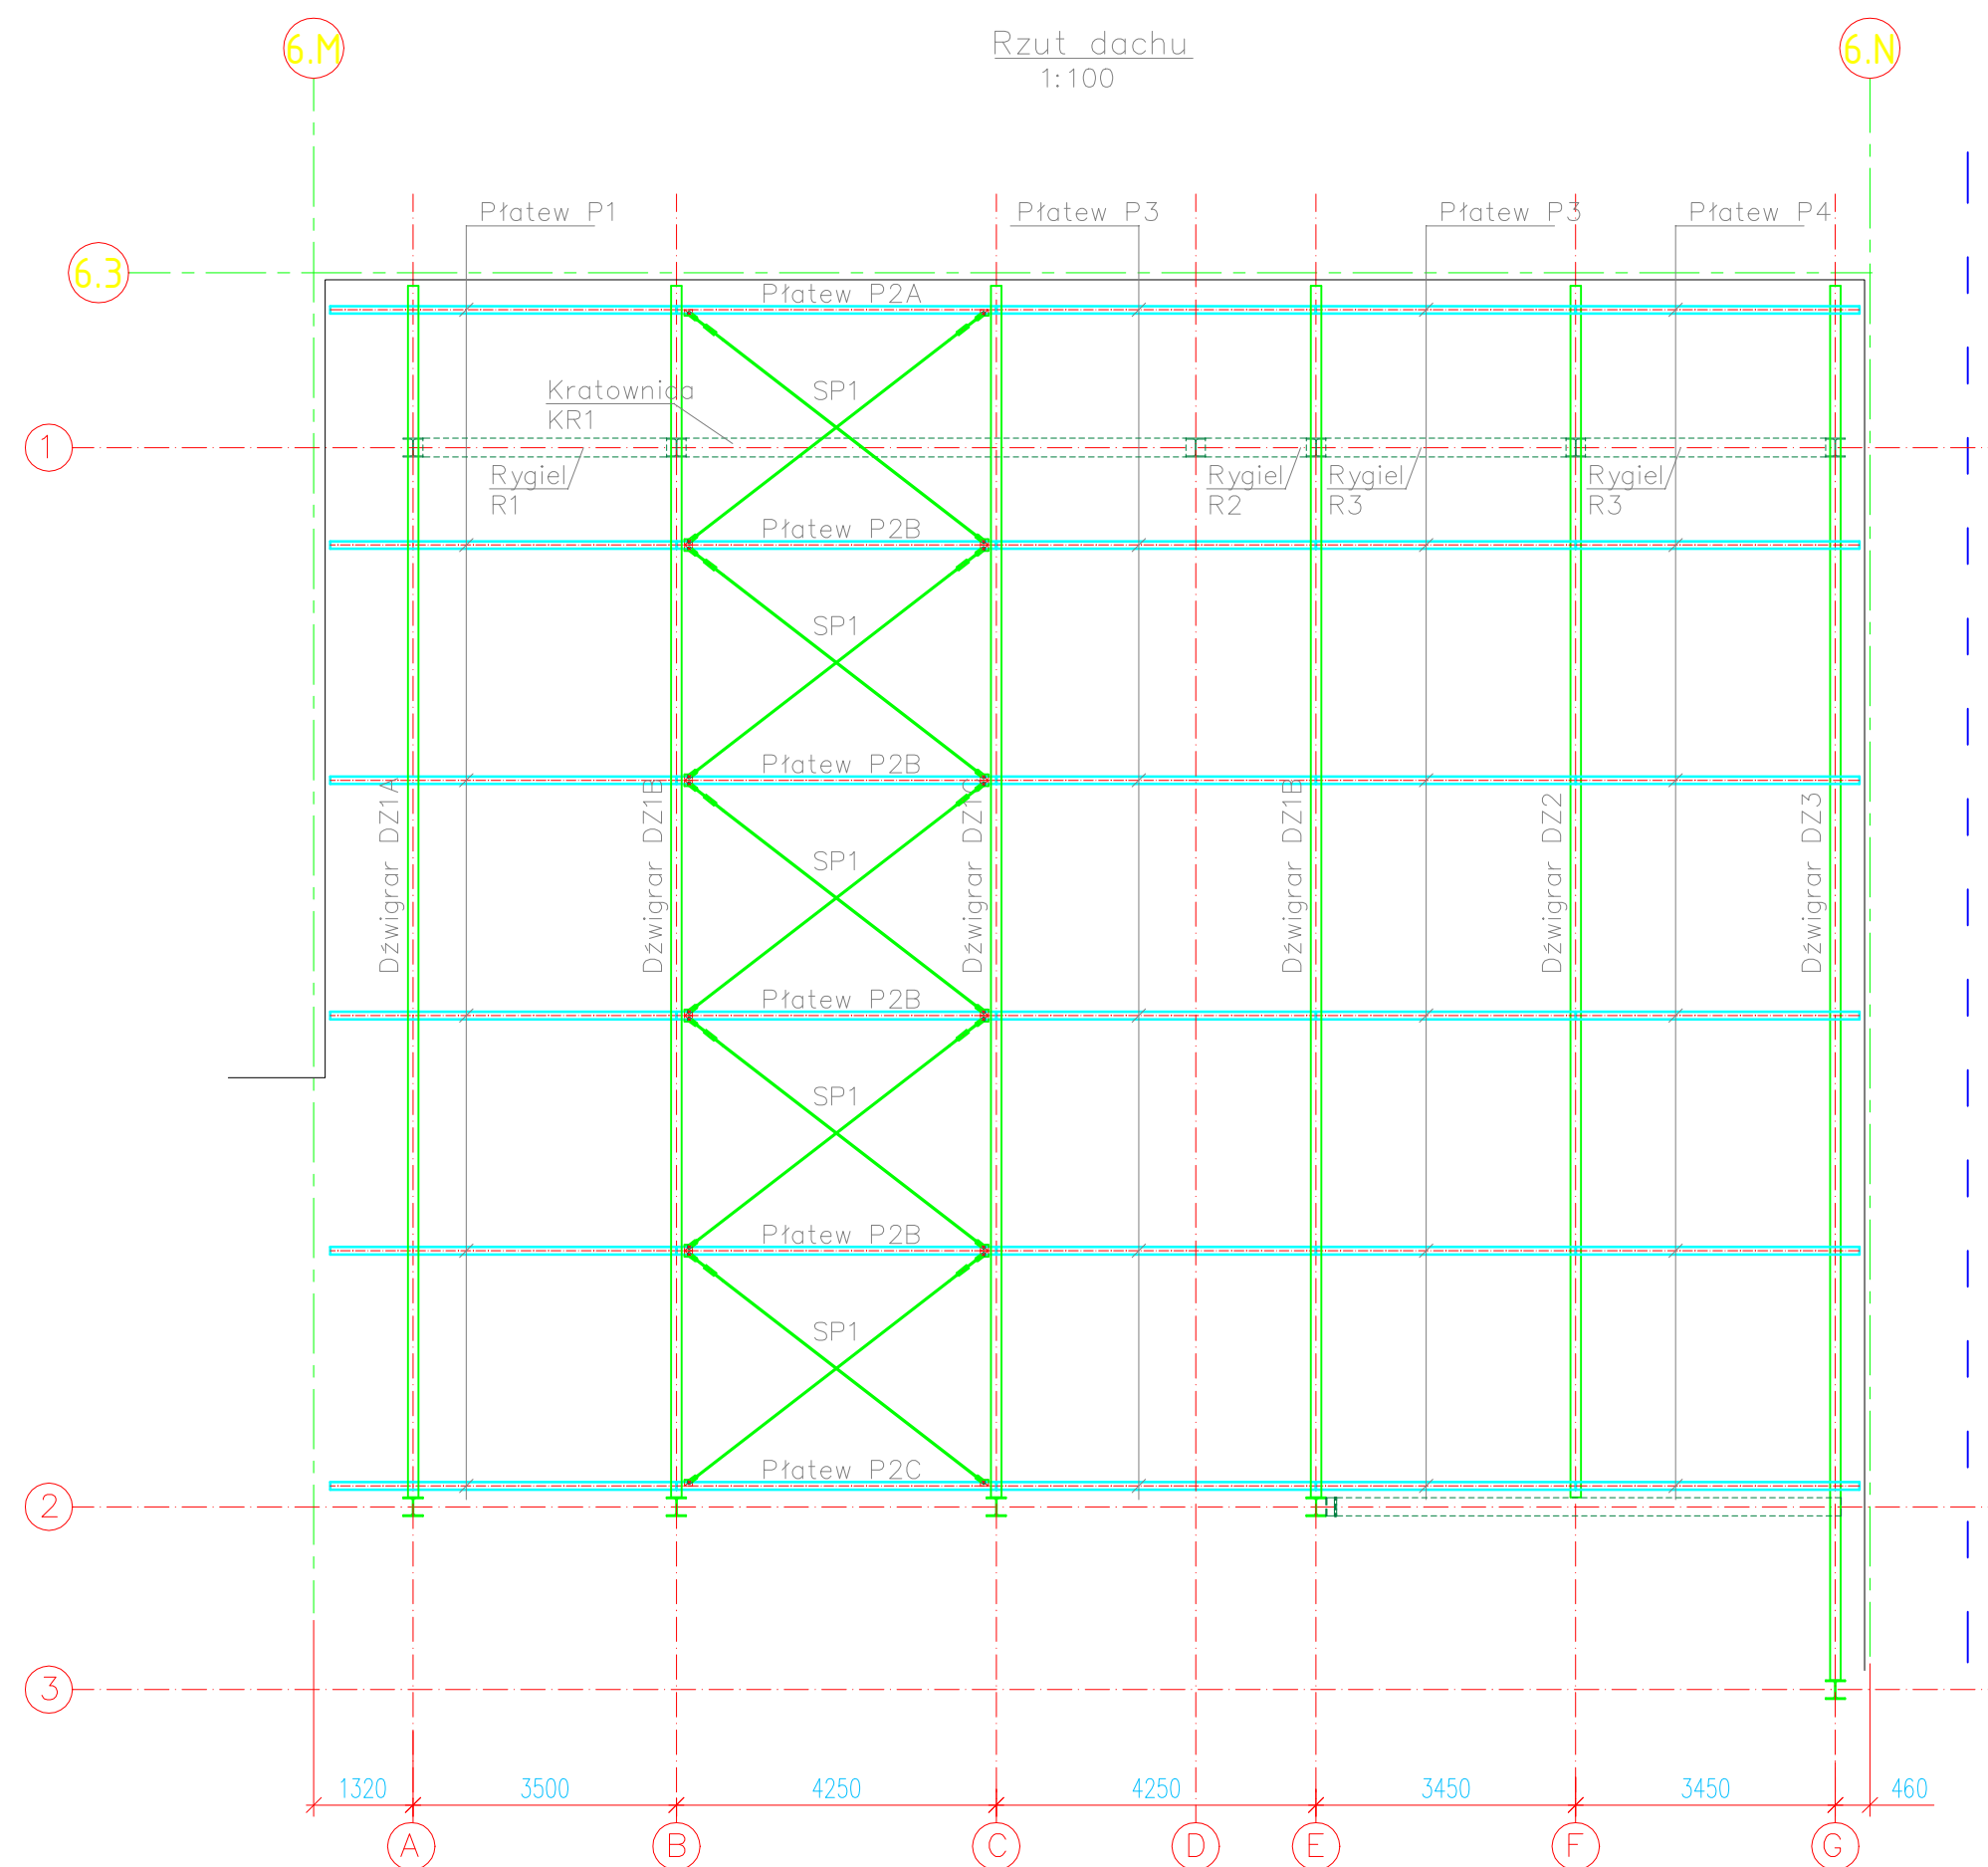 6.M
Rzut dachu
6.N
1:100
Płatew P1
Płatew P3
Płatew P3
Płatew P4
6.3
Płatew P2A
SP1
Kratownica
KR1
1
Rygiel
R1
Rygiel
R2
Rygiel
R3
Rygiel
R3
Płatew P2B
SP1
Płatew P2B
Dźwigrar DZ1A
Dźwigrar DZ1B
Dźwigrar DZ1C
Dźwigrar DZ1B
Dźwigrar DZ2
Dźwigrar DZ3
SP1
Płatew P2B
SP1
Płatew P2B
SP1
Płatew P2C
2
3
1320 3500 4250 4250 3450 3450 460
A B C D E F G